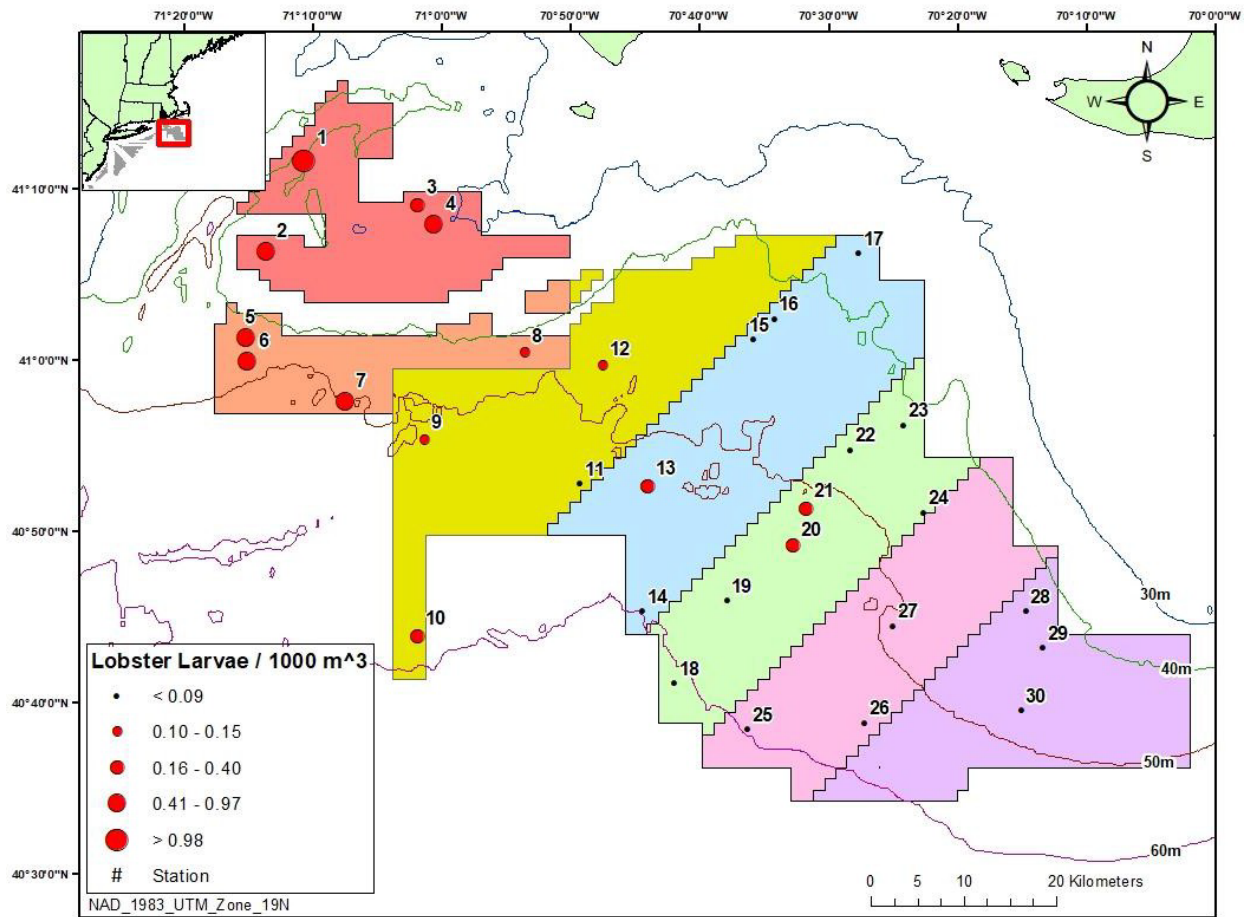 71°20'0"W 71°10'0"W 71°0'0"W 70°50'0"W 70°40'0"W 70°30'0"W 70°20'0"W 70°10'0"W 70°0'0"W
N
W E
S
1
41°10'0"N
3
4
2
17
5
16
6
15
8
41°0'0"N
12
7
9
23
22
11
13
24
21
40°50'0"N
20
19
14
28
30m
10
27
29
40m
18
40°40'0"N
25
26
30
50m
60m
Lobster Larvae / 1000 m^3
< 0.09
0.10 - 0.15
0.16 - 0.40
0.41 - 0.97
> 0.98
# Station
40°30'0"N
0 5 10 20 Kilometers
NAD_1983_UTM_Zone_19N